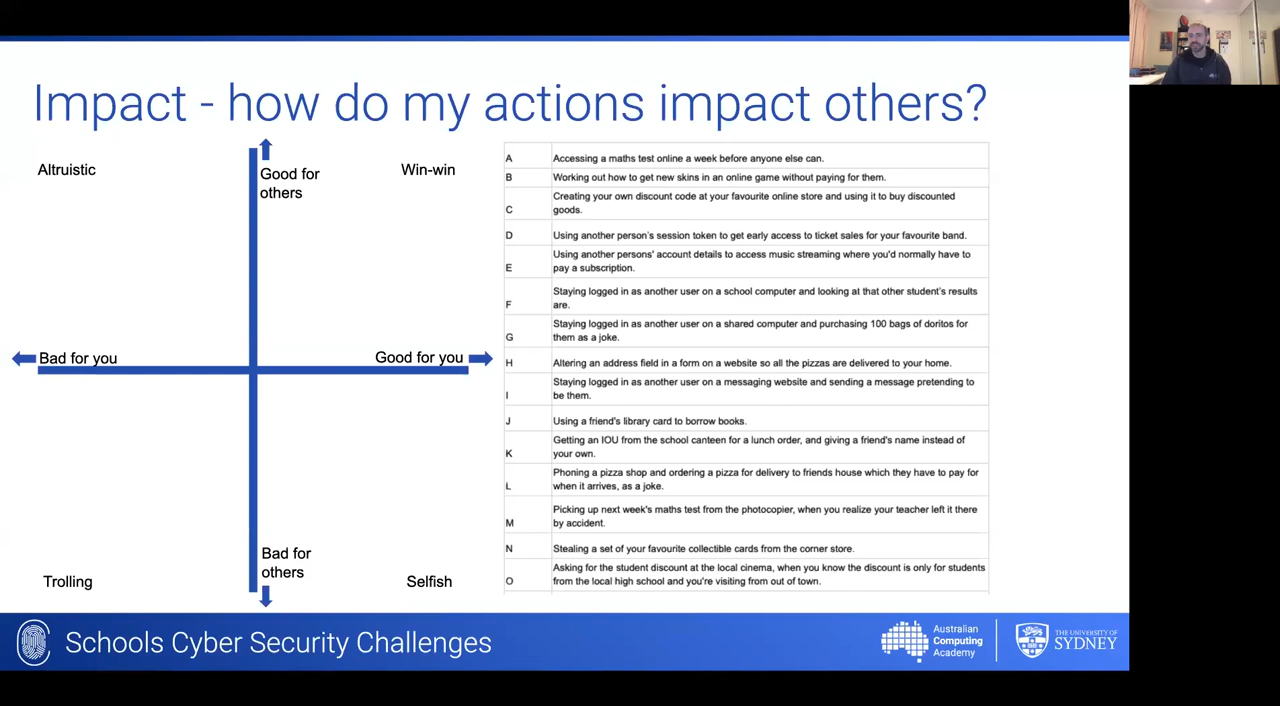 Impact - how do my actions impact others?
Altruistic
Good for
others
Win-win
Bad for you
Good for you
Bad for
others
Trolling
Selfish
A Accessing a maths test online a week before anyone else can.
B Working out how to get new skins in an online game without paying for them.
Creating your own discount code at your favourite online store and using it to buy discounted
C goods.
D Using another person's session token to get early access to ticket sales for your favourite band.
Using another persons' account details to access music streaming where you'd normally have to
E pay a subscription.
Staying logged in as another user on a school computer and looking at that other student's results
F are.
Staying logged in as another user on a shared computer and purchasing 100 bags of doritos for
G them as a joke.
H Altering an address field in a form on a website so all the pizzas are delivered to your home.
Staying logged in as another user on a messaging website and sending a message pretending to
I be them.
J Using a friend's library card to borrow books.
Getting an IOU from the school canteen for a lunch order, and giving a friend's name instead of
K your own.
Phoning a pizza shop and ordering a pizza for delivery to friends house which they have to pay for
L when it arrives, as a joke.
Picking up next week's maths test from the photocopier, when you realize your teacher left it there
M by accident.
N Stealing a set of your favourite collectible cards from the corner store.
Asking for the student discount at the local cinema, when you know the discount is only for students
O from the local high school and you're visiting from out of town.
Schools Cyber Security Challenges
Australian
Computing
Academy
THE UNIVERSITY OF
SYDNEY